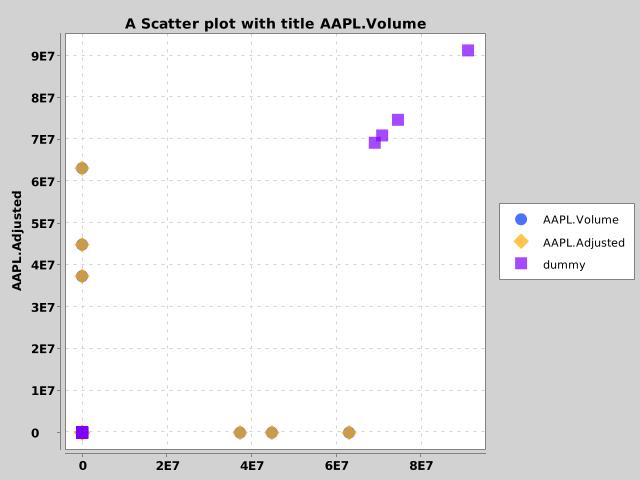 A Scatter plot with title AAPL.Volume
9E7
8E7
7E7
6E7
5E7
4E7
3E7
2E7
1E7
0
AAPL.Adjusted
0 2E7 4E7 6E7 8E7
AAPL.Volume
AAPL.Adjusted
dummy